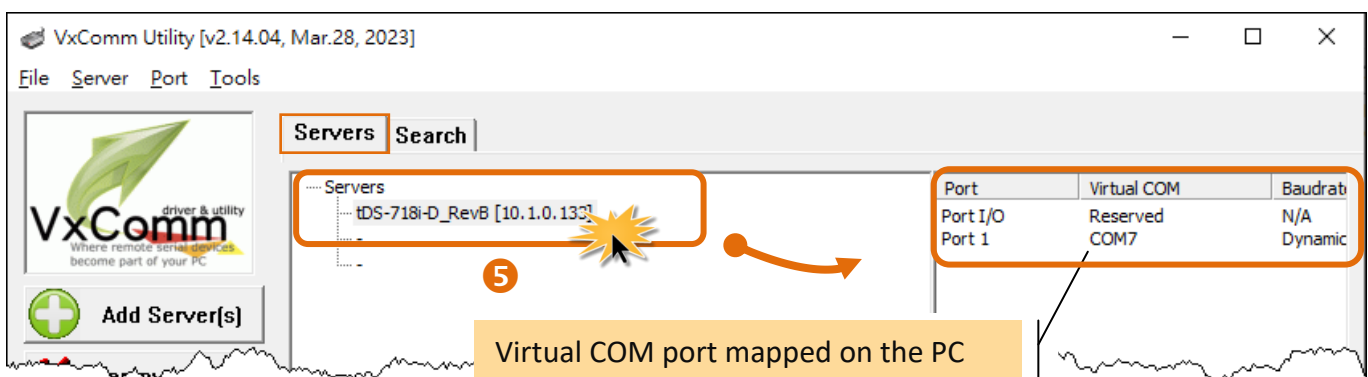 VxComm Utility [v2.14.04, Mar.28, 2023]
File Server Port Tools
Servers Search
driver & utility
VxComm
Where remote serial devices
become part of your PC
Add Server(s)
Servers
tDS-718i-D_RevB [10.1.0.133]
-
-
5
Port Virtual COM Baudrate
Port I/O Reserved N/A
Port 1 COM7 Dynamic
Virtual COM port mapped on the PC